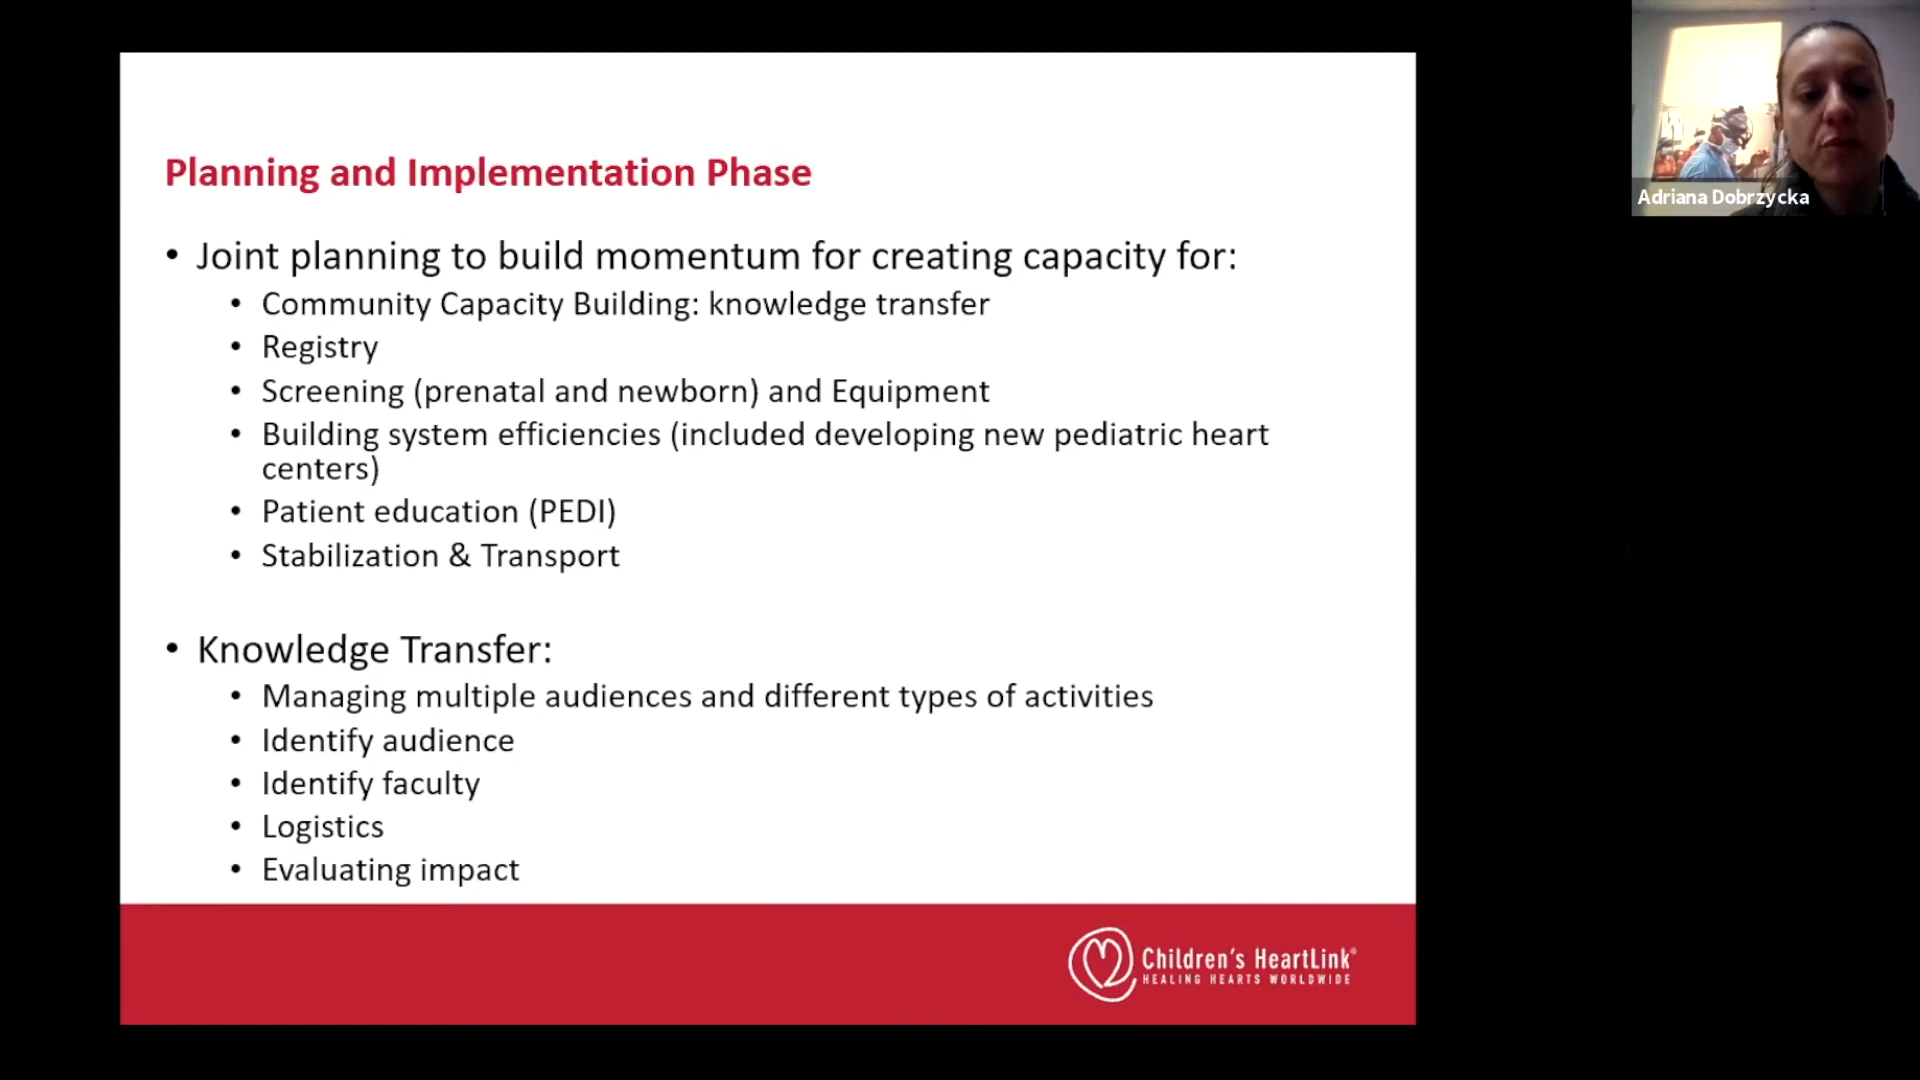 Planning and Implementation Phase
• Joint planning to build momentum for creating capacity for:
• Community Capacity Building: knowledge transfer
• Registry
• Screening (prenatal and newborn) and Equipment
• Building system efficiencies (included developing new pediatric heart
centers)
• Patient education (PEDI)
• Stabilization & Transport
• Knowledge Transfer:
• Managing multiple audiences and different types of activities
• Identify audience
• Identify faculty
• Logistics
• Evaluating impact
Children's HeartLink®
HEALING HEARTS WORLDWIDE
Adriana Dobrzycka